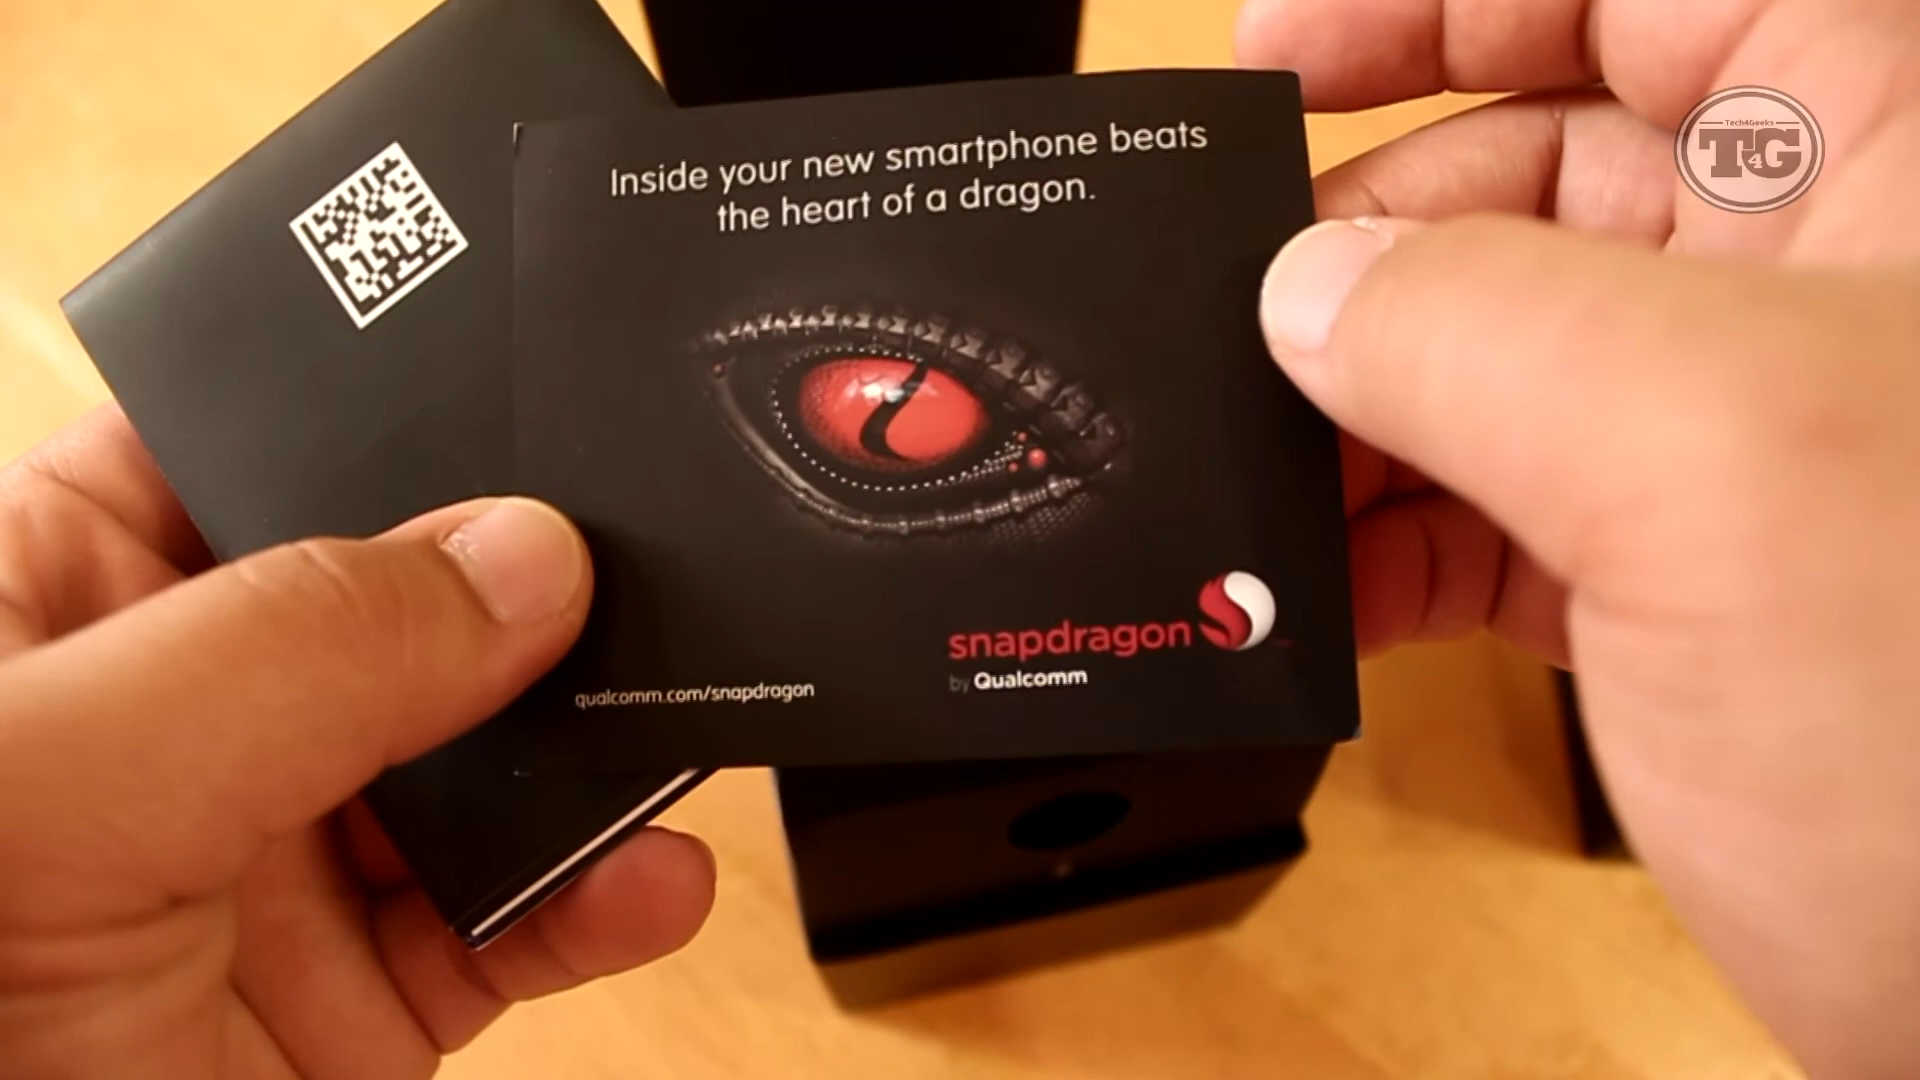 Inside your new smartphone beats
the heart of a dragon.
snapdragon
by Qualcomm
qualcomm.com/snapdragon
Tech4Geeks
T4G